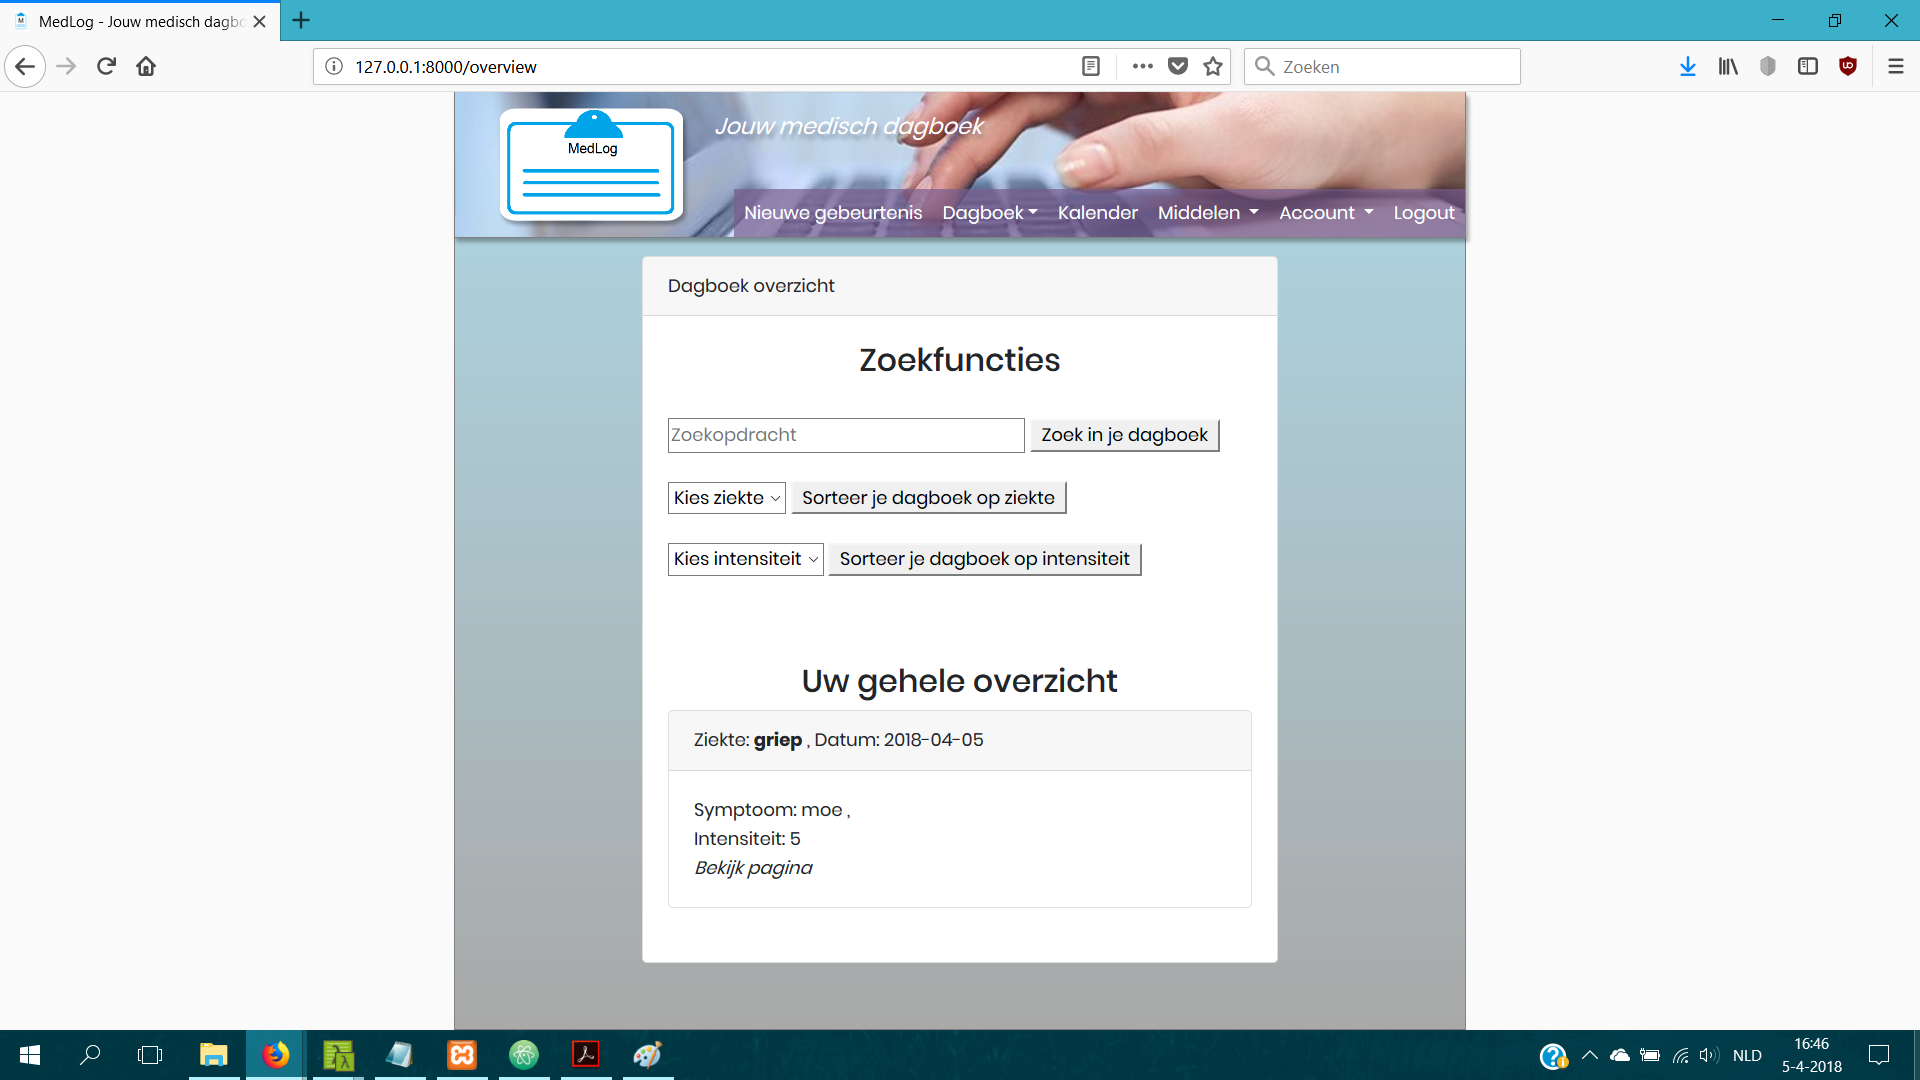 MedLog - Jouw medisch dagbo
127.0.0.1:8000/overview
Zoeken
MedLog
Jouw medisch dagboek
Nieuwe gebeurtenis Dagboek Kalender Middelen Account Logout
Dagboek overzicht
Zoekfuncties
Zoekopdracht Zoek in je dagboek
Kies ziekte Sorteer je dagboek op ziekte
Kies intensiteit Sorteer je dagboek op intensiteit
Uw gehele overzicht
Ziekte: griep , Datum: 2018-04-05
Symptoom: moe ,
Intensiteit: 5
Bekijk pagina
NLD
16:46
5-4-2018